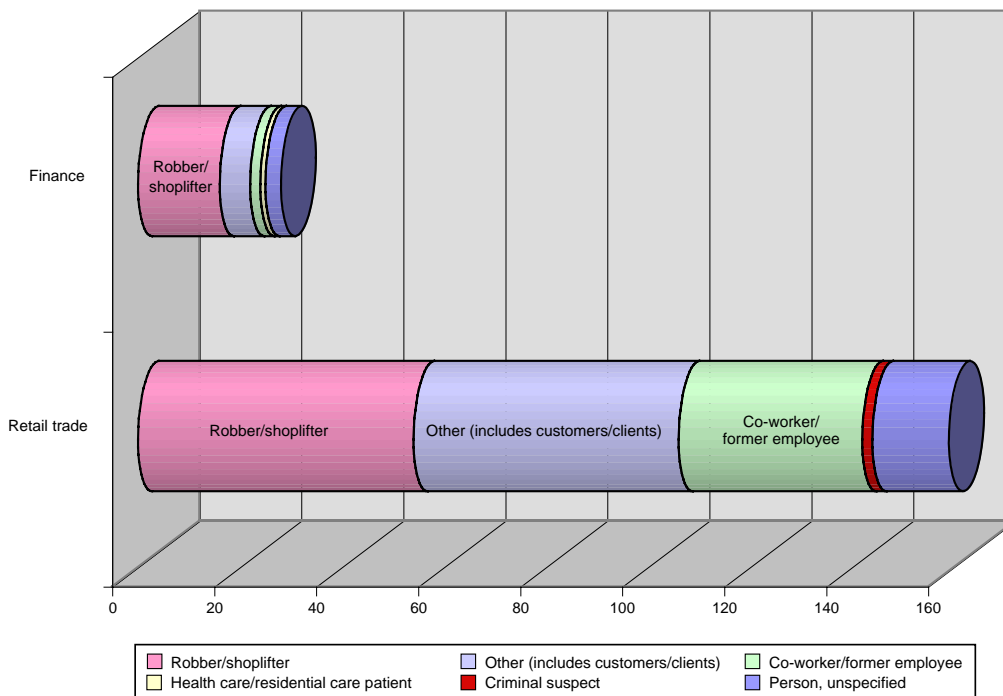 Finance
Robber/
shoplifter
Retail trade
Robber/shoplifter
Other (includes customers/clients)
Co-worker/
former employee
0 20 40 60 80 100 120 140 160
Robber/shoplifter Other (includes customers/clients) Co-worker/former employee
Health care/residential care patient Criminal suspect Person, unspecified